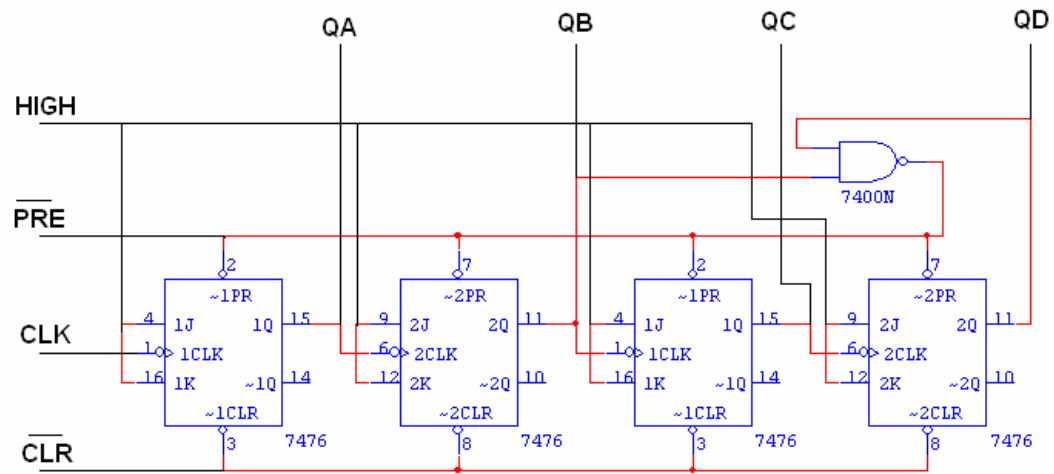 QA QB QC QD
HIGH
7400N
PRE
2 7 2 7
~1PR ~2PR ~1PR ~2PR
4 1J 1Q 15 9 2J 2Q 11 4 1J 1Q 15 9 2J 2Q 11
CLK 1 1CLK 6 2CLK 1 1CLK 6 2CLK
16 1K ~1Q 14 12 2K ~2Q 10 16 1K ~1Q 14 12 2K ~2Q 10
~1CLR ~2CLR ~1CLR ~2CLR
CLR 3 7476 8 7476 3 7476 8 7476